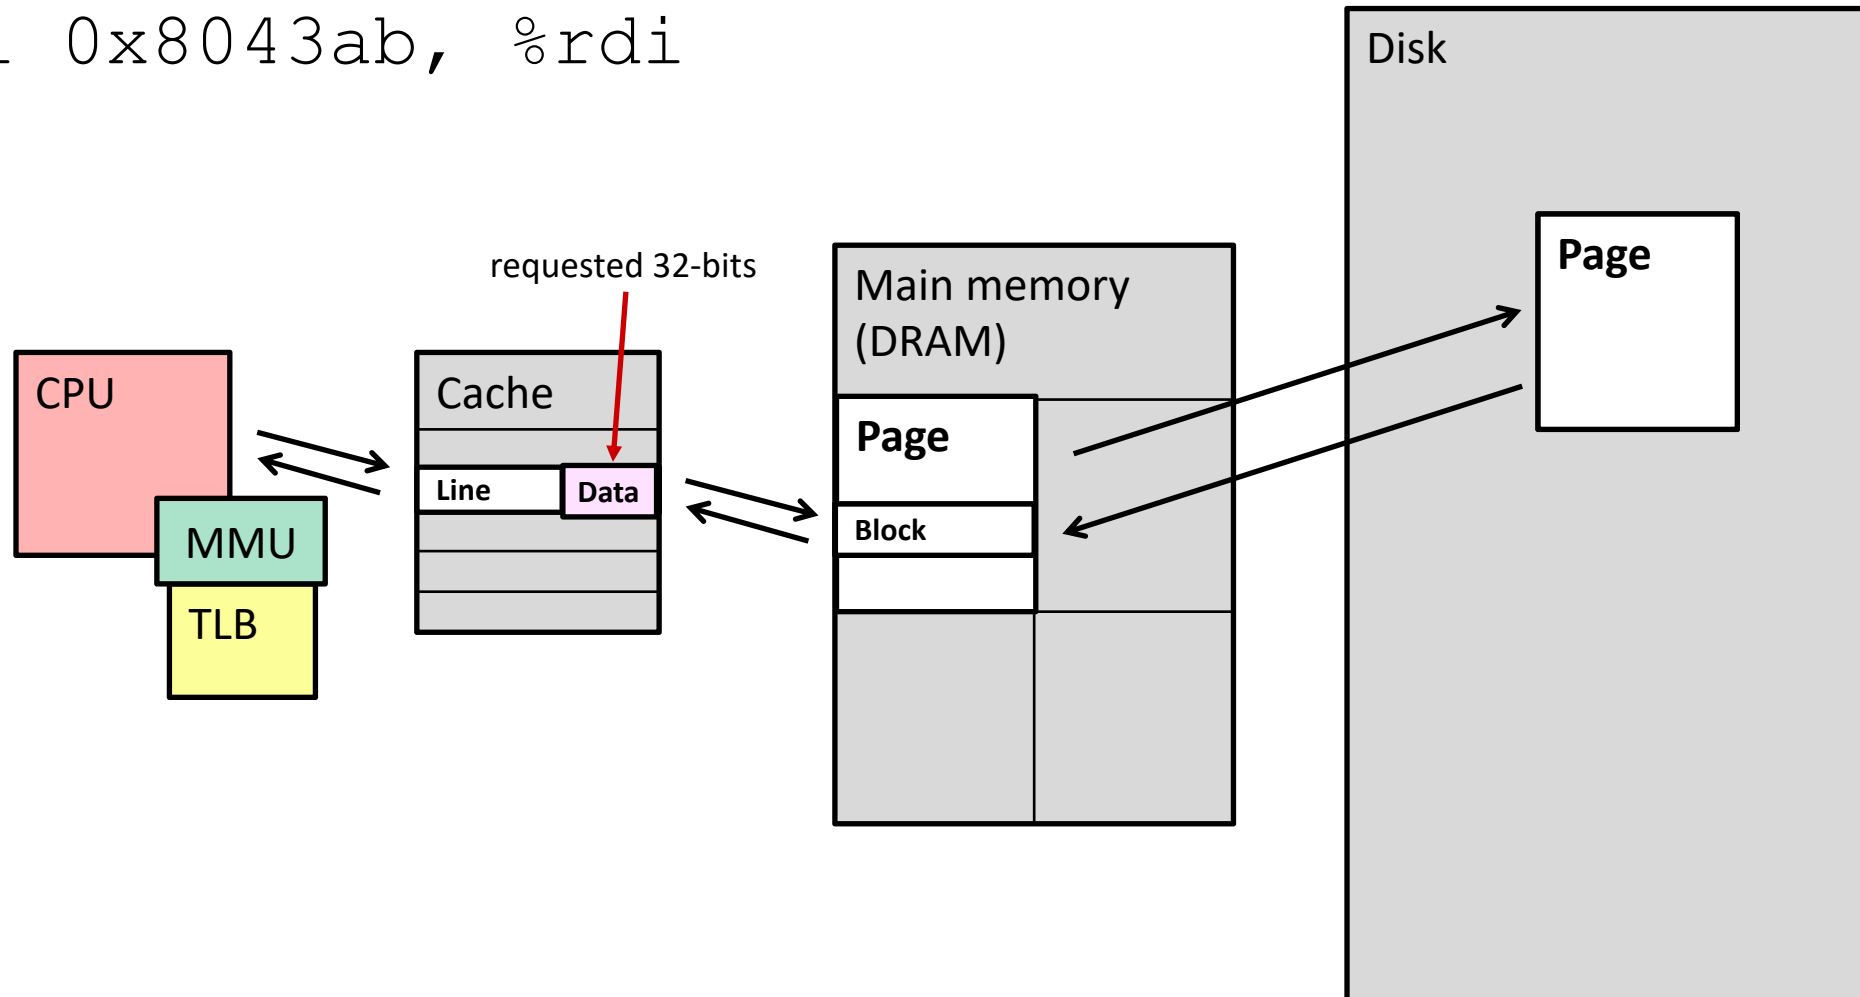 0x8043ab, %rdi
Disk
Page
requested 32-bits
Main memory
(DRAM)
CPU
Cache
Page
Line
Data
Block
MMU
TLB